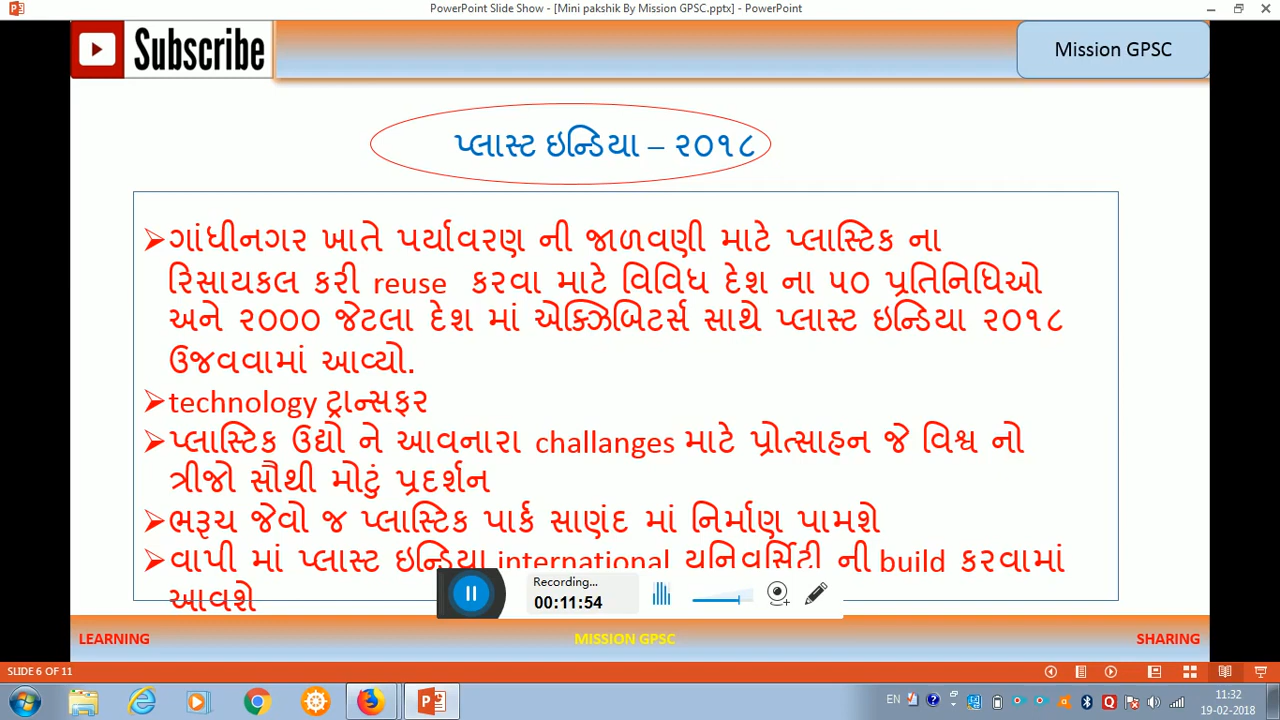 PowerPoint Slide Show - [Mini pakshik By Mission GPSC.pptx] - PowerPoint
Subscribe
Mission GPSC
પ્લાસ્ટ ઇન્ડિયા – ૨૦૧૮
➢ગાંધીનગર ખાતે પર્યાવરણ ની જાળવણી માટે પ્લાસ્ટિક ના
રિસાયકલ કરી reuse કરવા માટે વિવિધ દેશ ના ૫૦ પ્રતિનિધિઓ
અને ૨૦૦૦ જેટલા દેશ માં એક્ઝિબિટર્સ સાથે પ્લાસ્ટ ઇન્ડિયા ૨૦૧૮
ઉજવવામાં આવ્યો.
➢technology ટ્રાન્સફર
➢પ્લાસ્ટિક ઉદ્યો ને આવનારા challanges માટે પ્રોત્સાહન જે વિશ્વ નો
ત્રીજો સૌથી મોટું પ્રદર્શન
➢ભરૂચ જેવો જ પ્લાસ્ટિક પાર્ક સાણંદ માં નિર્માણ પામશે
➢વાપી માં પ્લાસ્ટ ઇન્ડિયા international યુનિવર્સિટી ની build કરવામાં
આવશે
Recording...
00:11:54
LEARNING MISSION GPSC SHARING
SLIDE 6 OF 11
EN
11:32
19-02-2018